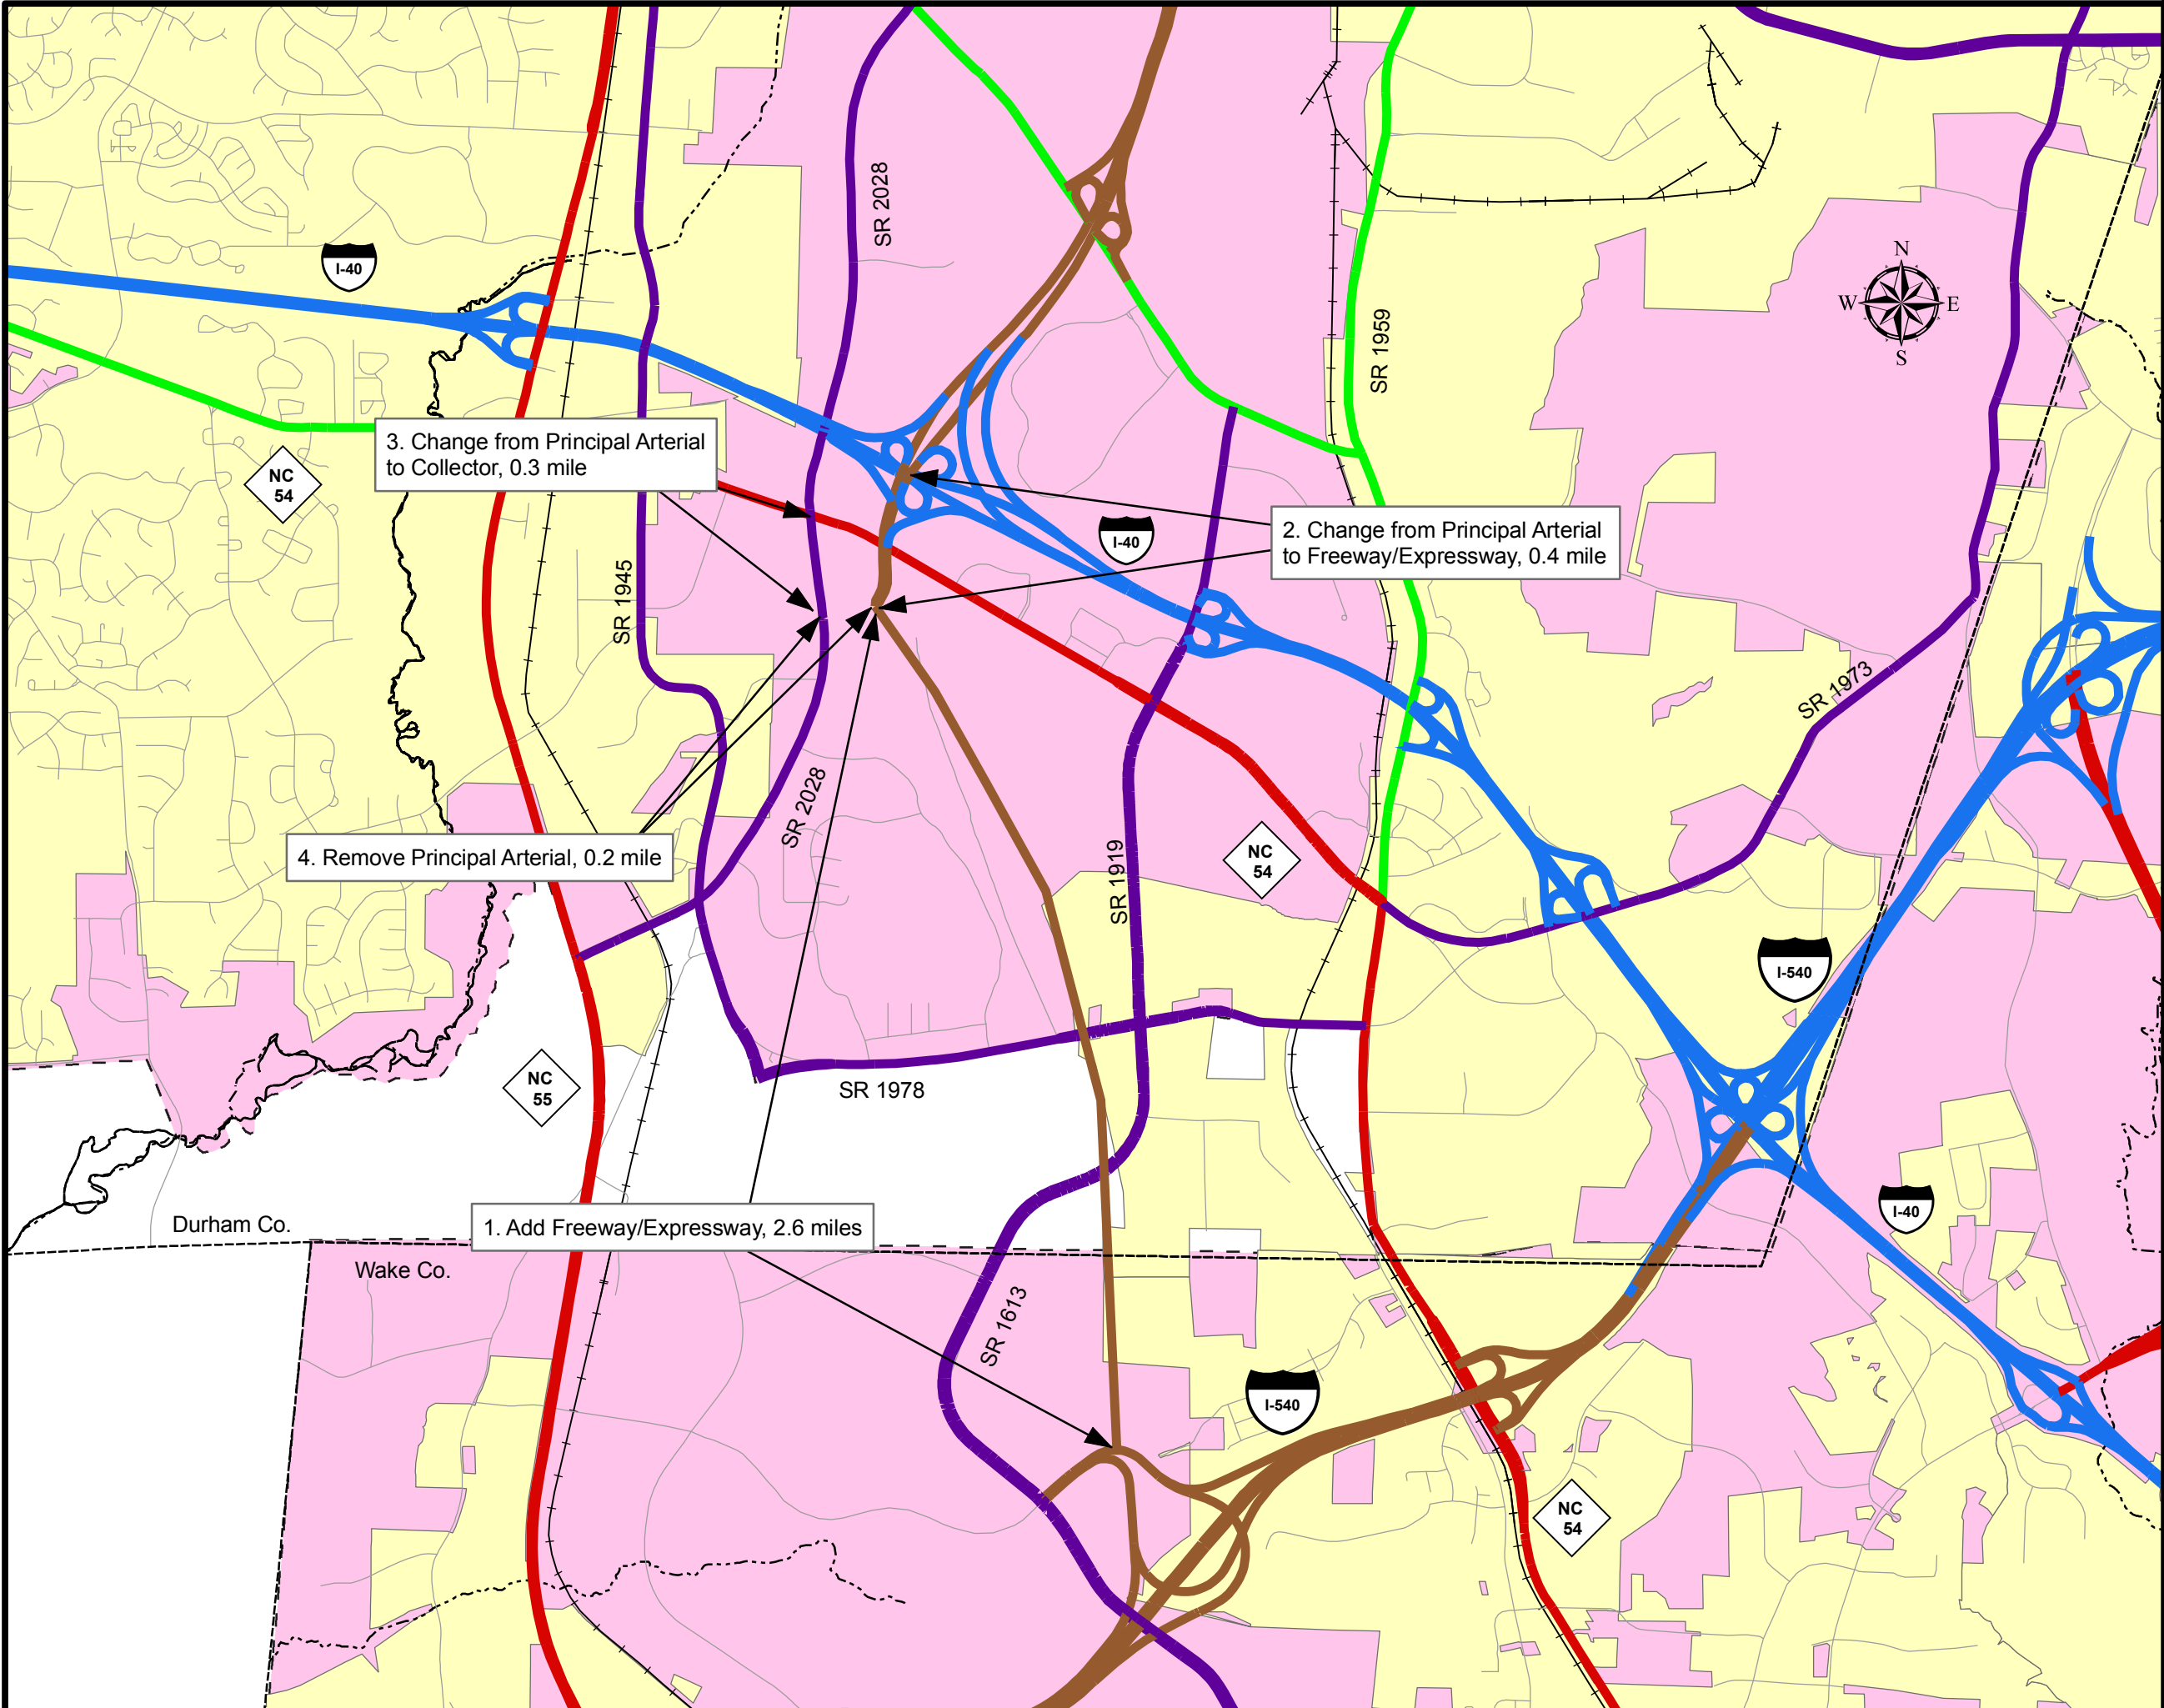 SR 2028
I-40
N
W
E
S
SR 1959
3. Change from Principal Arterial
to Collector, 0.3 mile
NC
54
2. Change from Principal Arterial
to Freeway/Expressway, 0.4 mile
I-40
SR 1945
SR 1973
SR 2028
4. Remove Principal Arterial, 0.2 mile
NC
54
SR 1919
I-540
NC
55
SR 1978
I-40
Durham Co.
1. Add Freeway/Expressway, 2.6 miles
Wake Co.
SR 1613
I-540
NC
54